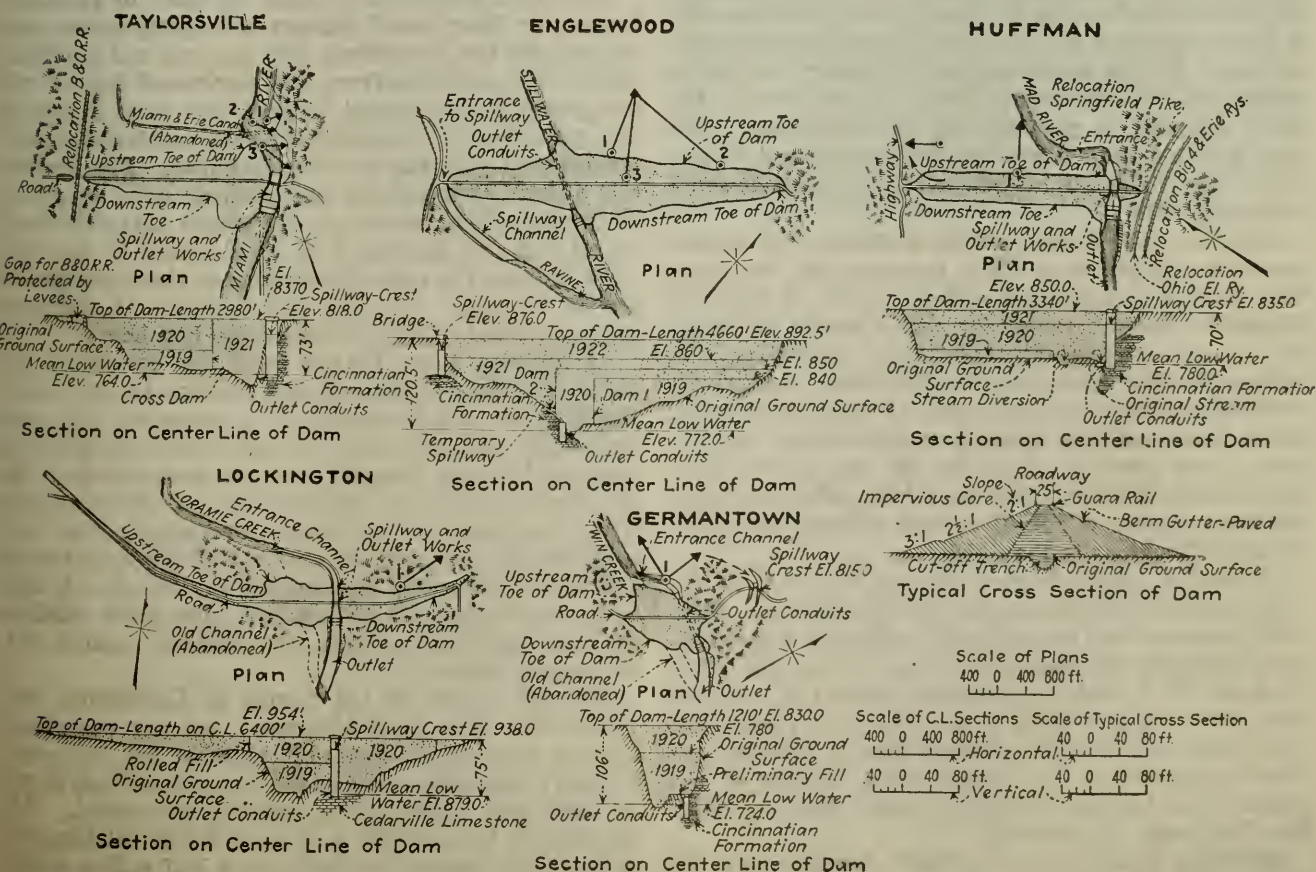 TAYLORSVILLE
Relocation B.&O.R.R.
RIVER
2
Miami & Erie Canal
(Abandoned)
3
Upstream Toe of Dam
Road
Downstream
Toe
Spillway and
Outlet Works
MIAMI
Plan
Gap for B&O.R.R.
Protected by
Levees
El.
837.0
Spillway-Crest
Elev. 818.0
Top of Dam-Length 2980'
Original
Ground Surface
1920
1921
1919
73'
Mean Low Water
Elev. 764.0
Cross Dam
Cincinnatian
Formation
Outlet Conduits
Section on Center Line of Dam
ENGLEWOOD
STILLWATER
Entrance
to Spillway
Outlet
Conduits
1
Upstream Toe
of Dam
2
3
Downstream Toe of Dam
Spillway
Channel
RAVINE
RIVER
Plan
Spillway-Crest
Elev. 876.0
Bridge
Top of Dam-Length 4660' Elev. 892.5'
1922
El. 860
1921
Dam
2
El. 850
El. 840
1920
Dam 1
1919
120.5'
Cincinnatian
Formation
Original Ground Surface
Mean Low Water
Elev. 772.0
Temporary
Spillway
Outlet Conduits
Section on Center Line of Dam
HUFFMAN
MAD RIVER
Relocation
Springfield Pike.
Entrance
Highway
Upstream Toe of Dam
1
Relocation Big 4 & Erie Rys.
Downstream Toe
Spillway and
Outlet Works
Outlet
Plan
Relocation
Ohio El. Ry.
Elev. 850.0
Top of Dam-Length 3340'
Spillway Crest El. 835.0
1921
1919
1920
70'
Original Ground
Surface
Stream Diversion
Mean Low Water
El. 780.0
Cincinnatian Formation
Original Stream
Outlet Conduits
Section on Center Line of Dam
LOCKINGTON
LORAMIE CREEK
Entrance Channel
Spillway and
Outlet Works
1
Upstream Toe of Dam
Road
Old Channel
(Abandoned)
Downstream
Toe of Dam
Outlet
Plan
El. 954'
Top of Dam-Length on C.L. 6400'
Spillway Crest El. 938.0
1920
1920
Rolled Fill
1919
75'
Original Ground
Surface
Mean Low
Water El. 879.0
Outlet Conduits
Cedarville Limestone
Section on Center Line of Dam
GERMANTOWN
TWIN CREEK
Entrance Channel
1
Spillway
Crest El. 815.0
Upstream
Toe of Dam
Road
Outlet Conduits
Downstream
Toe of Dam
Old Channel
(Abandoned)
Plan
Outlet
Top of Dam-Length 1210' El. 830.0
El. 780
1920
Original Ground
Surface
106'
1919
Preliminary Fill
Mean Low Water
El. 724.0
Outlet Conduits
Cincinnatian
Formation
Section on Center Line of Dam
Roadway
Slope
25'
Impervious Core
Guard Rail
2:1
2½:1
3:1
Berm Gutter-Paved
Cut-off Trench
Original Ground Surface
Typical Cross Section of Dam
Scale of Plans
400 0 400 800 ft.
Scale of C.L. Sections
Scale of Typical Cross Section
400 0 400 800 ft.
Horizontal
40 0 40 80 ft.
40 0 40 80 ft.
Vertical
40 0 40 80 ft.